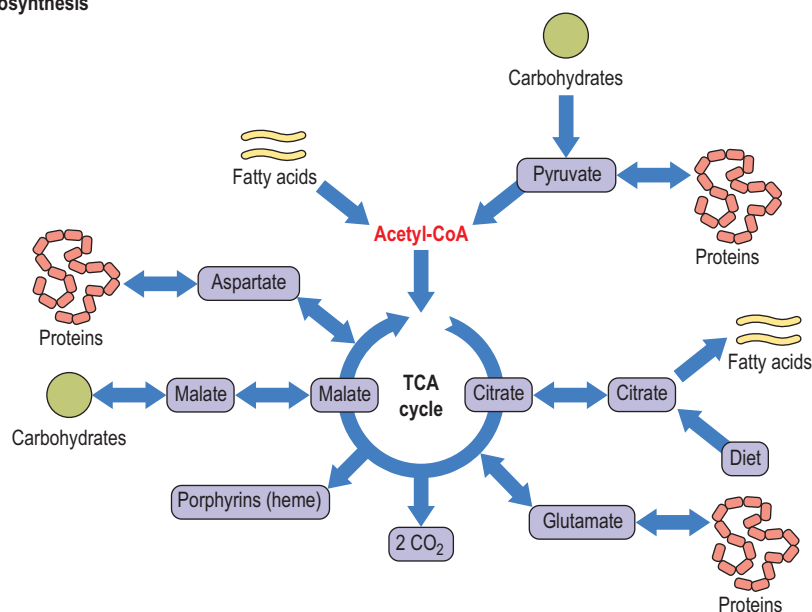 Carbohydrates
Fatty acids
Pyruvate
Proteins
Acetyl-CoA
Aspartate
Proteins
Fatty acids
TCA
cycle
Malate
Malate
Citrate
Citrate
Carbohydrates
Diet
Porphyrins (heme)
Glutamate
2 CO₂
Proteins